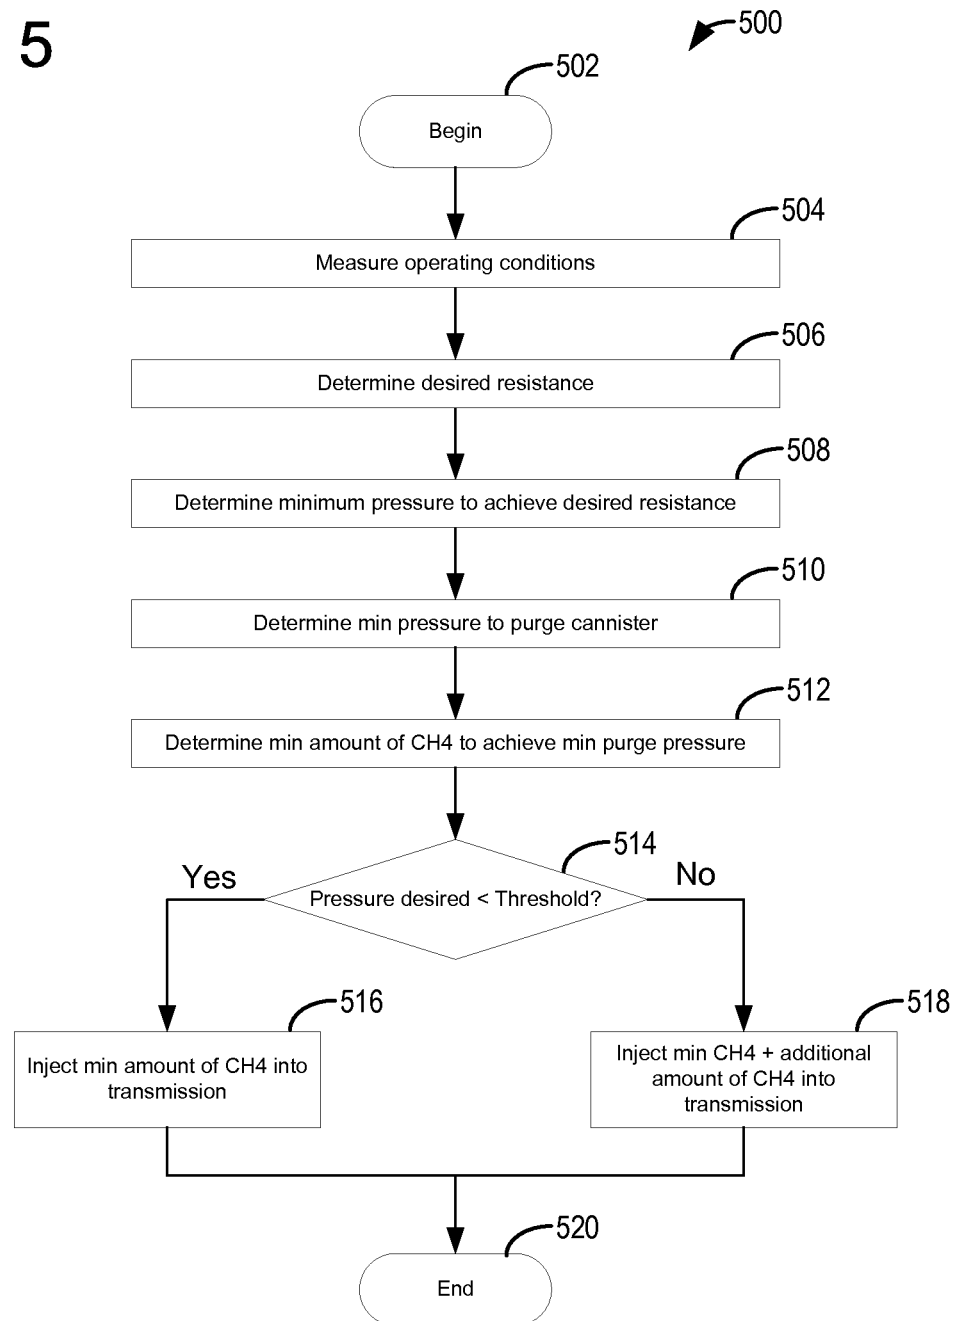 5
500
502
Begin
504
Measure operating conditions
506
Determine desired resistance
508
Determine minimum pressure to achieve desired resistance
510
Determine min pressure to purge cannister
512
Determine min amount of CH4 to achieve min purge pressure
514
Yes
Pressure desired < Threshold?
No
516
Inject min amount of CH4 into
transmission
518
Inject min CH4 + additional
amount of CH4 into
transmission
520
End